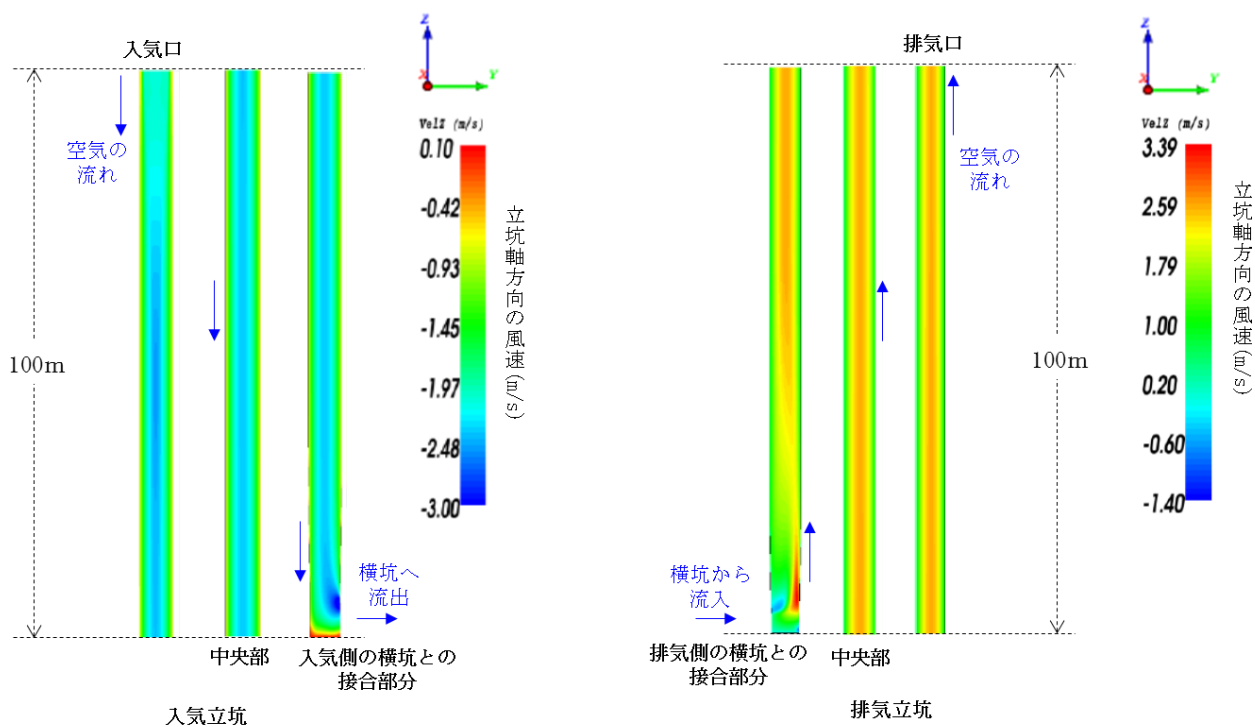 入気口
Z
X
Y
VelZ (m/s)
0.10
-0.42
-0.93
-1.45
-1.97
-2.48
-3.00
立坑軸方向の風速(m/s)
空気の
流れ
100m
横坑へ
流出
中央部
入気側の横坑との
接合部分
入気立坑
排気口
Z
X
Y
VelZ (m/s)
3.39
2.59
1.79
1.00
0.20
-0.60
-1.40
立坑軸方向の風速(m/s)
空気の
流れ
100m
横坑から
流入
排気側の横坑との
接合部分
中央部
排気立坑